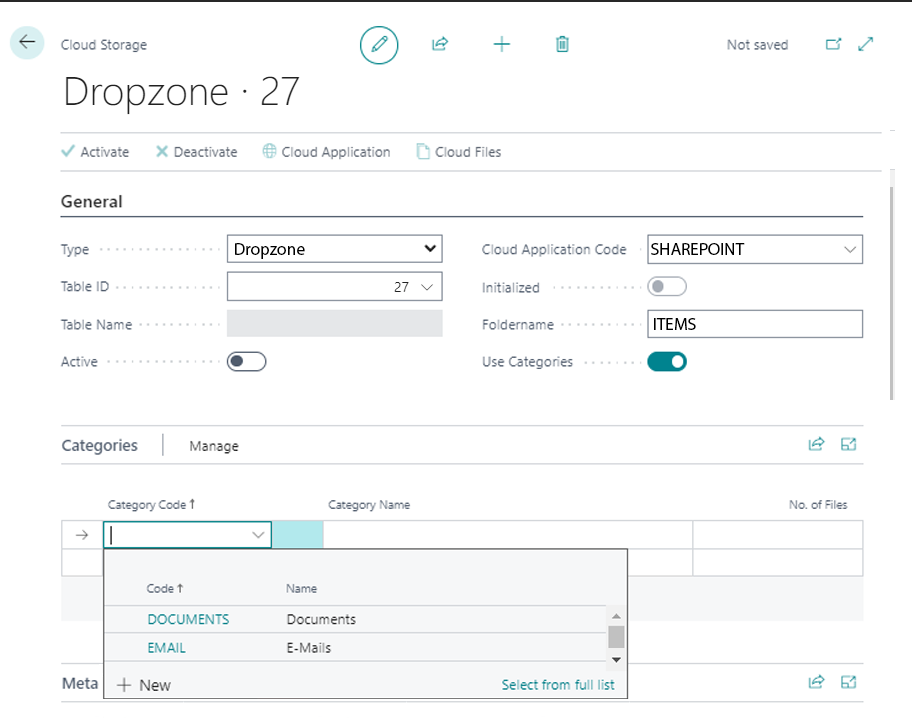 Cloud Storage
Not saved
Dropzone · 27
Activate Deactivate Cloud Application Cloud Files
General
Type Dropzone Cloud Application Code SHAREPOINT
Table ID 27 Initialized
Table Name Foldername ITEMS
Active Use Categories
Categories Manage
Category Code ↑ Category Name No. of Files
Code ↑ Name
DOCUMENTS Documents
EMAIL E-Mails
Meta + New Select from full list